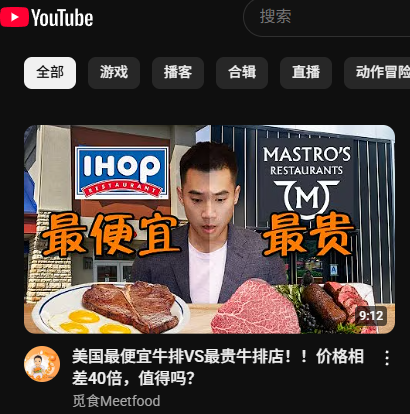 YouTube
搜索
全部
游戏
播客
合辑
直播
动作冒险
IHOP
RESTAURANT
MASTRO'S
RESTAURANTS
M
最便宜
最贵
9:12
美国最便宜牛排VS最贵牛排店！！价格相
差40倍，值得吗？
觅食Meetfood